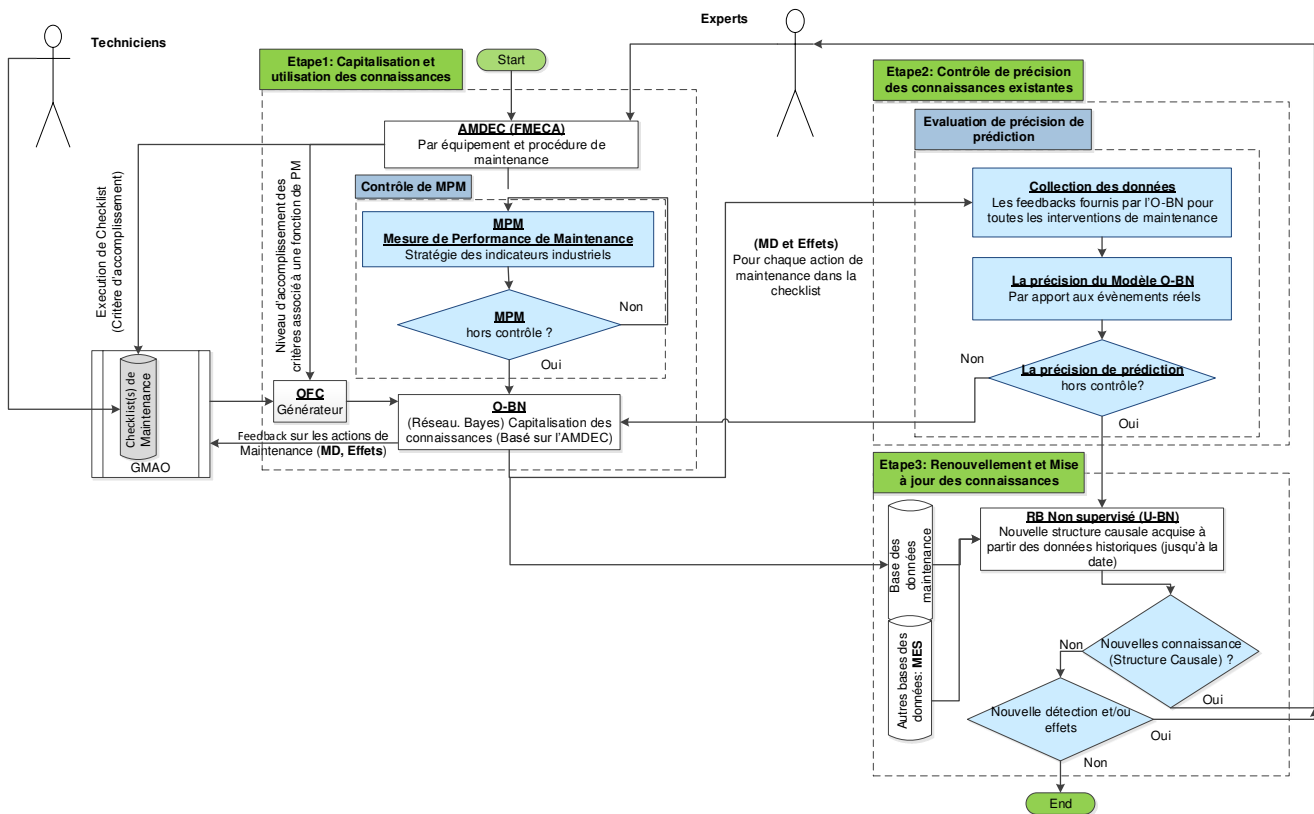 Techniciens
Experts
Start
Etape1: Capitalisation et
utilisation des connaissances
AMDEC (FMECA)
Par équipement et procédure de
maintenance
Execution de Checklist
(Critère d'accomplissement)
Niveau d'accomplissement des
critères associé à une fonction de PM
Contrôle de MPM
MPM
Mesure de Performance de Maintenance
Stratégie des indicateurs industriels
MPM
hors contrôle ?
Non
Oui
Checklist(s) de
Maintenance
GMAO
OFC
Générateur
O-BN
(Réseau. Bayes) Capitalisation des
connaissances (Basé sur l'AMDEC)
Feedback sur les actions de
Maintenance (MD, Effets)
(MD et Effets)
Pour chaque action de
maintenance dans la
checklist
Etape2: Contrôle de précision
des connaissances existantes
Evaluation de précision de
prédiction
Collection des données
Les feedbacks fournis par l'O-BN pour
toutes les interventions de maintenance
La précision du Modèle O-BN
Par apport aux évènements réels
La précision de prédiction
hors contrôle?
Non
Oui
Etape3: Renouvellement et Mise
à jour des connaissances
RB Non supervisé (U-BN)
Nouvelle structure causale acquise à
partir des données historiques (jusqu'à la
date)
Base des
données
maintenance
Autres bases des
données: MES
Nouvelles connaissance
(Structure Causale) ?
Non
Oui
Nouvelle détection et/ou
effets
Oui
Non
End